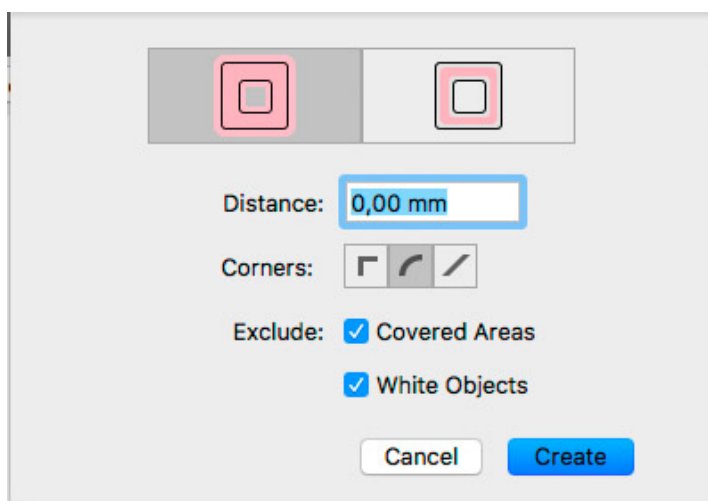 Distance: 0,00 mm
Corners:
Exclude: Covered Areas
White Objects
Cancel Create